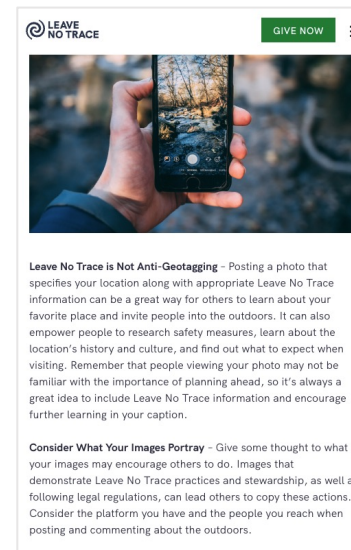 LEAVE
NO TRACE
GIVE NOW
Leave No Trace is Not Anti-Geotagging – Posting a photo that
specifies your location along with appropriate Leave No Trace
information can be a great way for others to learn about your
favorite place and invite people into the outdoors. It can also
empower people to research safety measures, learn about the
location’s history and culture, and find out what to expect when
visiting. Remember that people viewing your photo may not be
familiar with the importance of planning ahead, so it’s always a
great idea to include Leave No Trace information and encourage
further learning in your caption.
Consider What Your Images Portray – Give some thought to what
your images may encourage others to do. Images that
demonstrate Leave No Trace practices and stewardship, as well a
following legal regulations, can lead others to copy these actions.
Consider the platform you have and the people you reach when
posting and commenting about the outdoors.